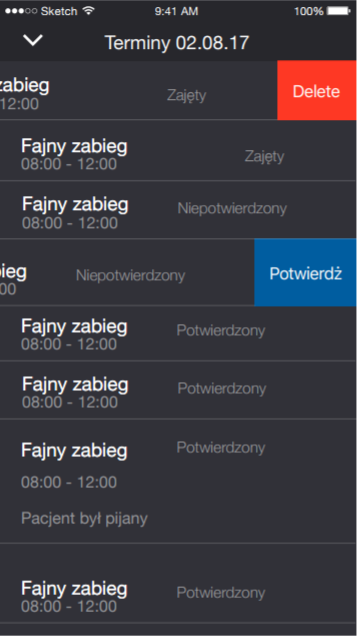 Sketch 9:41 AM 100%
Terminy 02.08.17
zabieg Zajęty Delete
12:00
Fajny zabieg Zajęty
08:00 - 12:00
Fajny zabieg Niepotwierdzony
08:00 - 12:00
ieg Niepotwierdzony Potwierdż
00
Fajny zabieg Potwierdzony
08:00 - 12:00
Fajny zabieg Potwierdzony
08:00 - 12:00
Fajny zabieg Potwierdzony
08:00 - 12:00
Pacjent był pijany
Fajny zabieg Potwierdzony
08:00 - 12:00